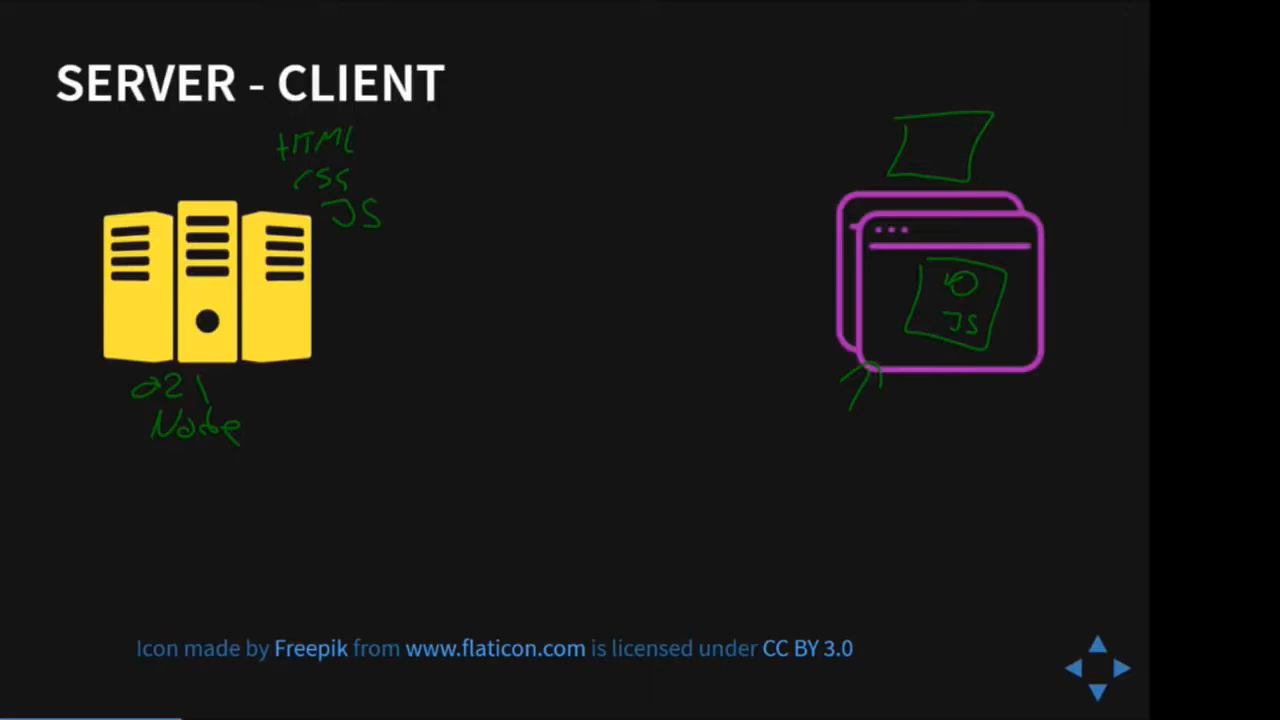 SERVER - CLIENT
HTML
CSS
JS
JS
Node
Icon made by Freepik from www.flaticon.com is licensed under CC BY 3.0